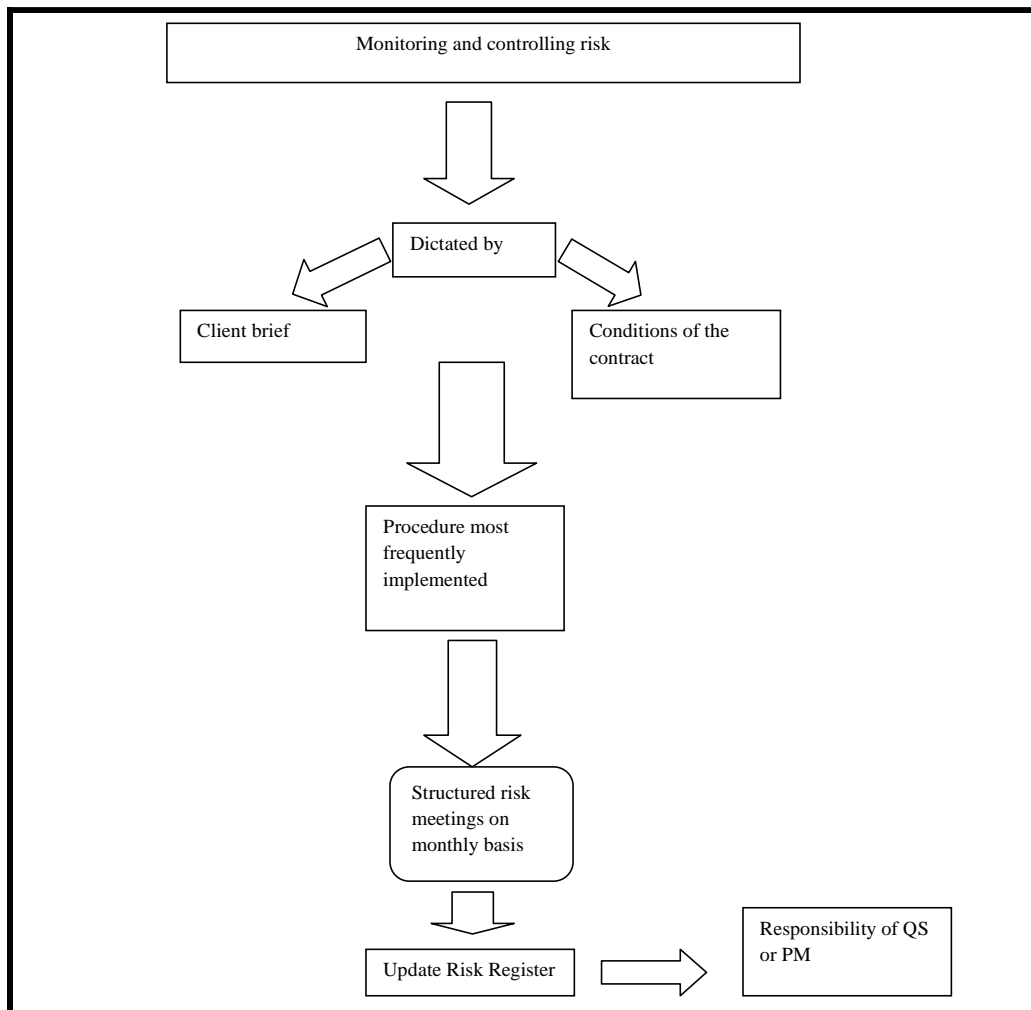 Monitoring and controlling risk
Dictated by
Client brief
Conditions of the
contract
Procedure most
frequently
implemented
Structured risk
meetings on
monthly basis
Update Risk Register
Responsibility of QS
or PM